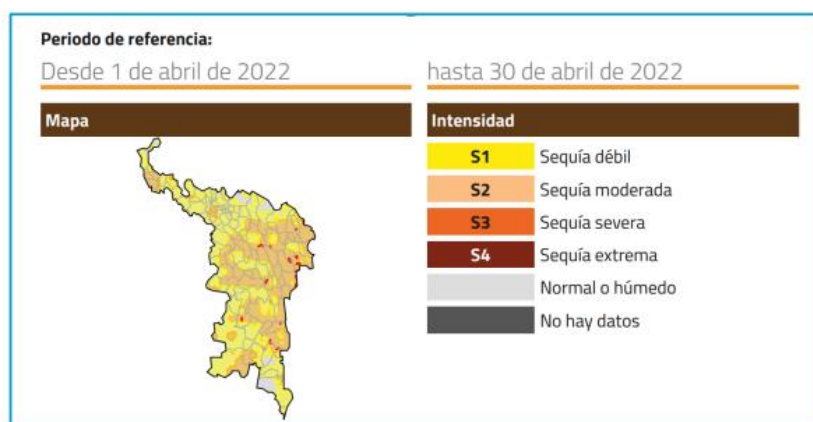 Periodo de referencia:
Desde 1 de abril de 2022
hasta 30 de abril de 2022
Mapa
Intensidad
S1 Sequía débil
S2 Sequía moderada
S3 Sequía severa
S4 Sequía extrema
Normal o húmedo
No hay datos